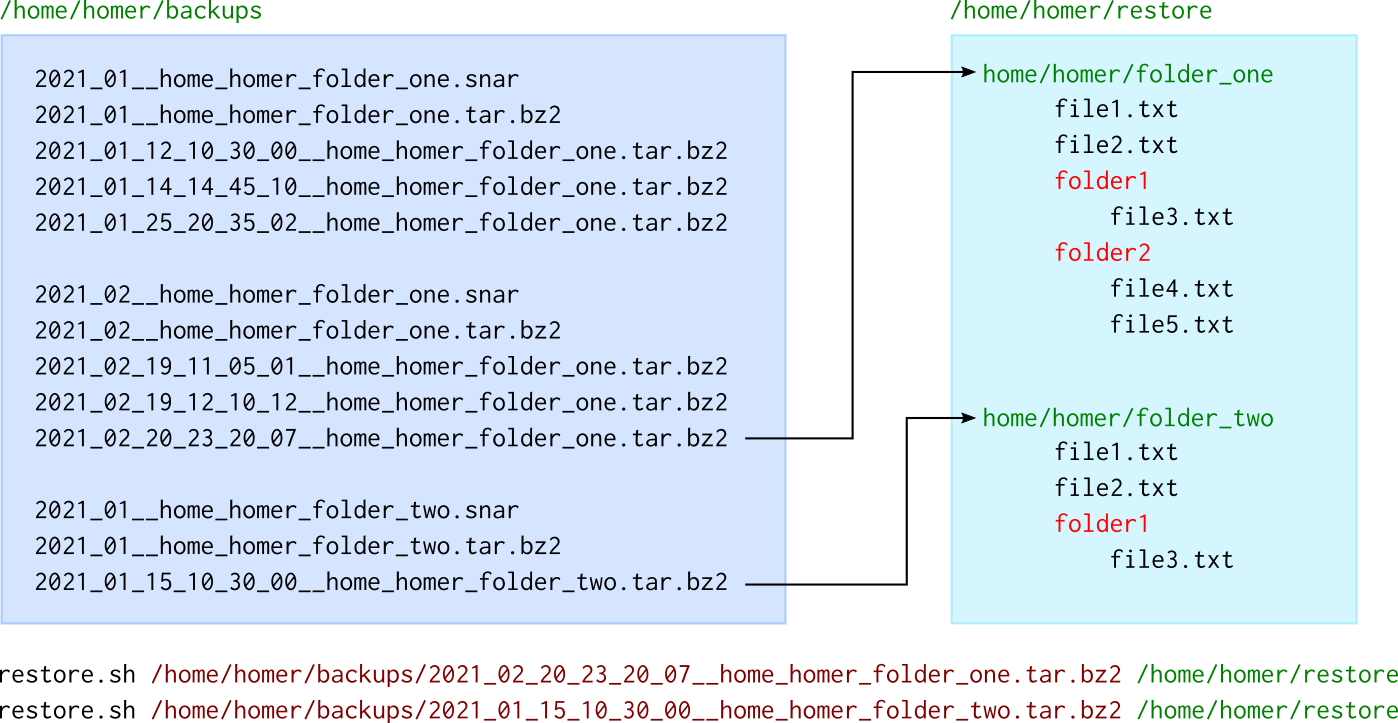 /home/homer/backups
2021_01__home_homer_folder_one.snar
2021_01__home_homer_folder_one.tar.bz2
2021_01_12_10_30_00__home_homer_folder_one.tar.bz2
2021_01_14_14_45_10__home_homer_folder_one.tar.bz2
2021_01_25_20_35_02__home_homer_folder_one.tar.bz2
2021_02__home_homer_folder_one.snar
2021_02__home_homer_folder_one.tar.bz2
2021_02_19_11_05_01__home_homer_folder_one.tar.bz2
2021_02_19_12_10_12__home_homer_folder_one.tar.bz2
2021_02_20_23_20_07__home_homer_folder_one.tar.bz2
2021_01__home_homer_folder_two.snar
2021_01__home_homer_folder_two.tar.bz2
2021_01_15_10_30_00__home_homer_folder_two.tar.bz2
/home/homer/restore
home/homer/folder_one
file1.txt
file2.txt
folder1
file3.txt
folder2
file4.txt
file5.txt
home/homer/folder_two
file1.txt
file2.txt
folder1
file3.txt
restore.sh /home/homer/backups/2021_02_20_23_20_07__home_homer_folder_one.tar.bz2 /home/homer/restore
restore.sh /home/homer/backups/2021_01_15_10_30_00__home_homer_folder_two.tar.bz2 /home/homer/restore